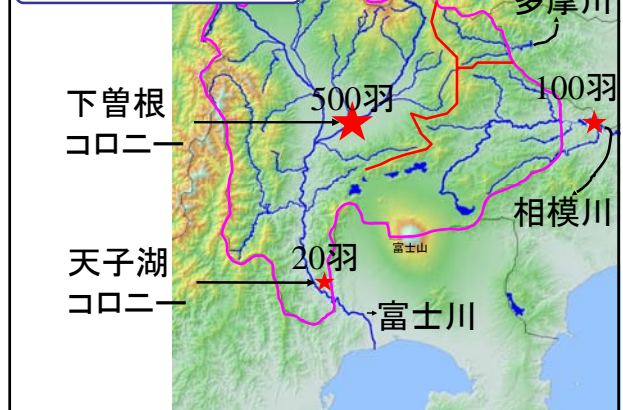 多摩川
下曽根
コロニー
500羽
100羽
相模川
富士山
天子湖
コロニー
20羽
富士川